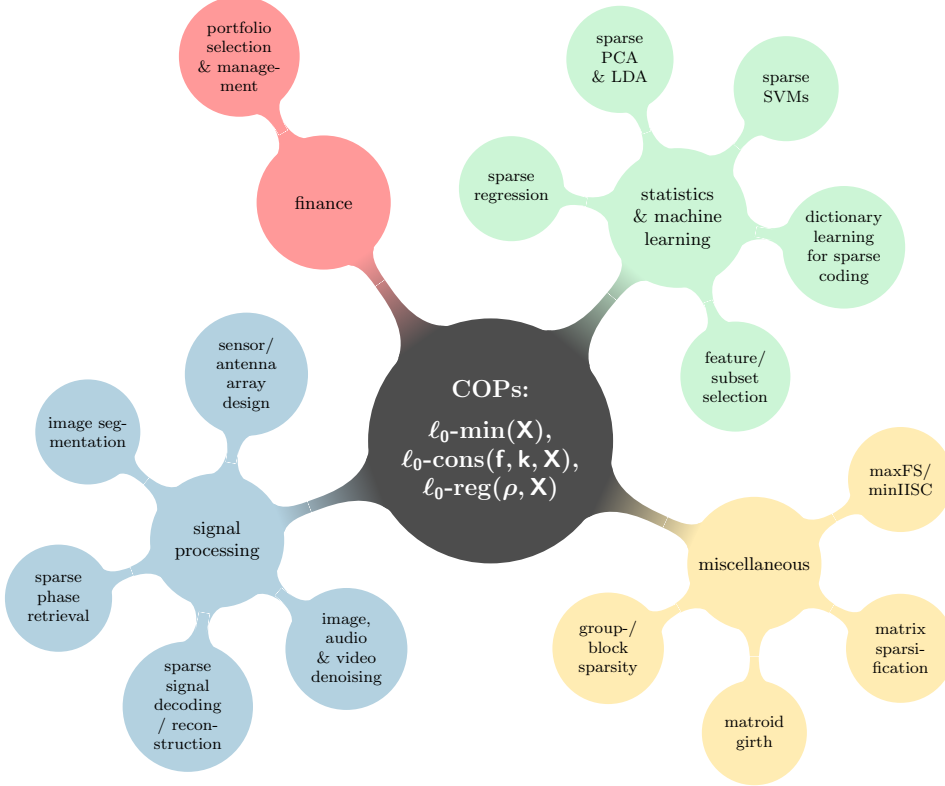 portfolio
selection
& manage-
ment
finance
sparse
PCA
& LDA
sparse
SVMs
sparse
regression
statistics
& machine
learning
dictionary
learning
for sparse
coding
feature/
subset
selection
COPs:
ℓ₀-min(X),
ℓ₀-cons(f, k, X),
ℓ₀-reg(ρ, X)
sensor/
antenna
array
design
image seg-
mentation
signal
processing
sparse
phase
retrieval
sparse
signal
decoding
/ recon-
struction
image,
audio
& video
denoising
maxFS/
minIISC
miscellaneous
group-/
block
sparsity
matroid
girth
matrix
sparsi-
fication